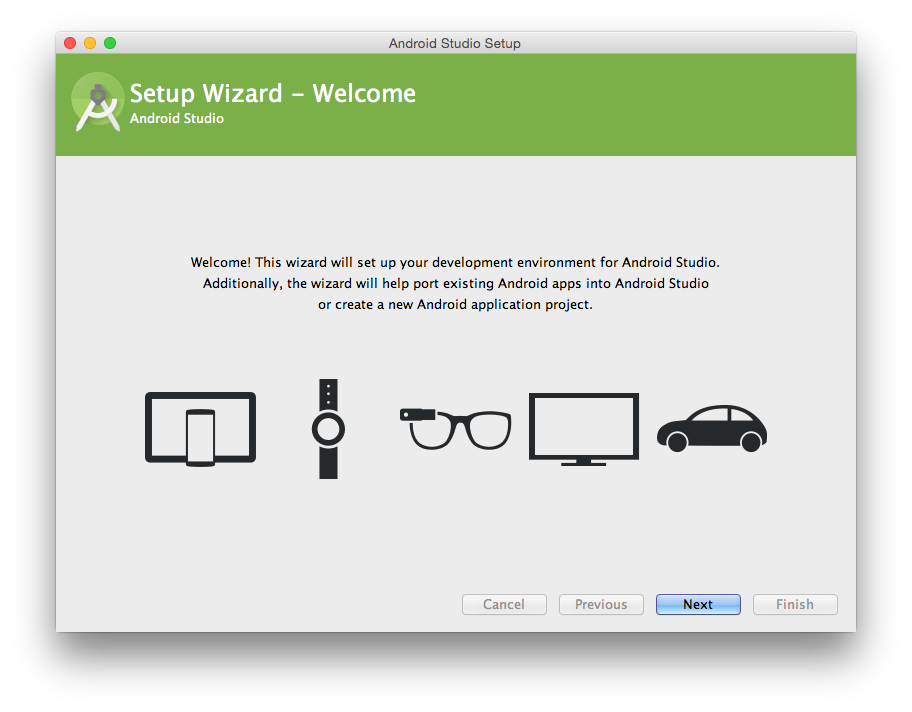 Android Studio Setup
Setup Wizard – Welcome
Android Studio
Welcome! This wizard will set up your development environment for Android Studio.
Additionally, the wizard will help port existing Android apps into Android Studio
or create a new Android application project.
Cancel
Previous
Next
Finish